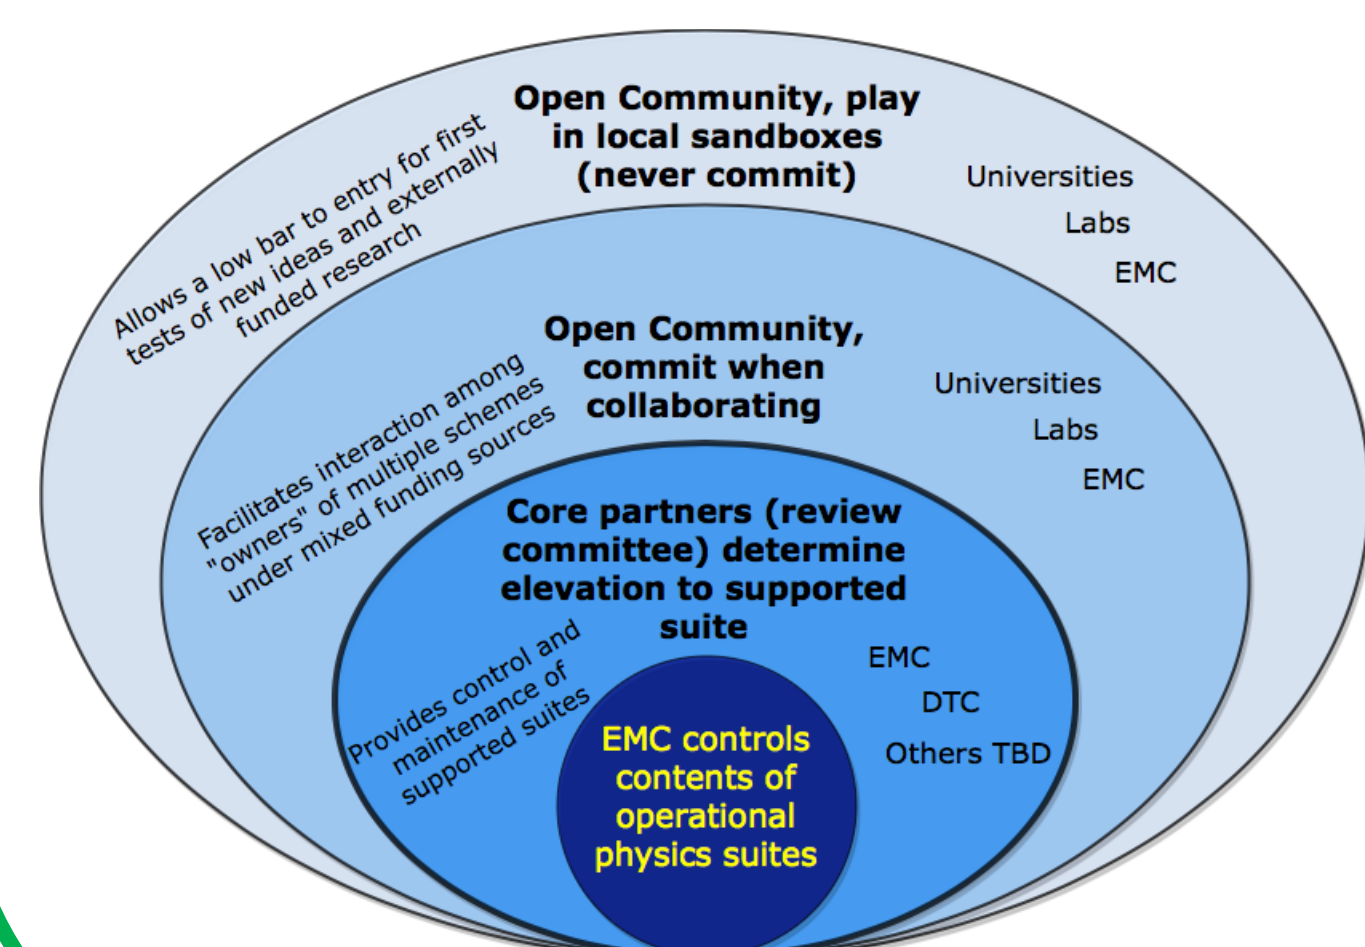 Open Community, play
in local sandboxes
(never commit)
Allows a low bar to entry for first
tests of new ideas and externally
funded research
Universities
Labs
EMC
Open Community,
commit when
collaborating
Facilitates interaction among
"owners" of multiple schemes
under mixed funding sources
Universities
Labs
EMC
Core partners (review
committee) determine
elevation to supported
suite
Provides control and
maintenance of
supported suites
EMC
DTC
Others TBD
EMC controls
contents of
operational
physics suites